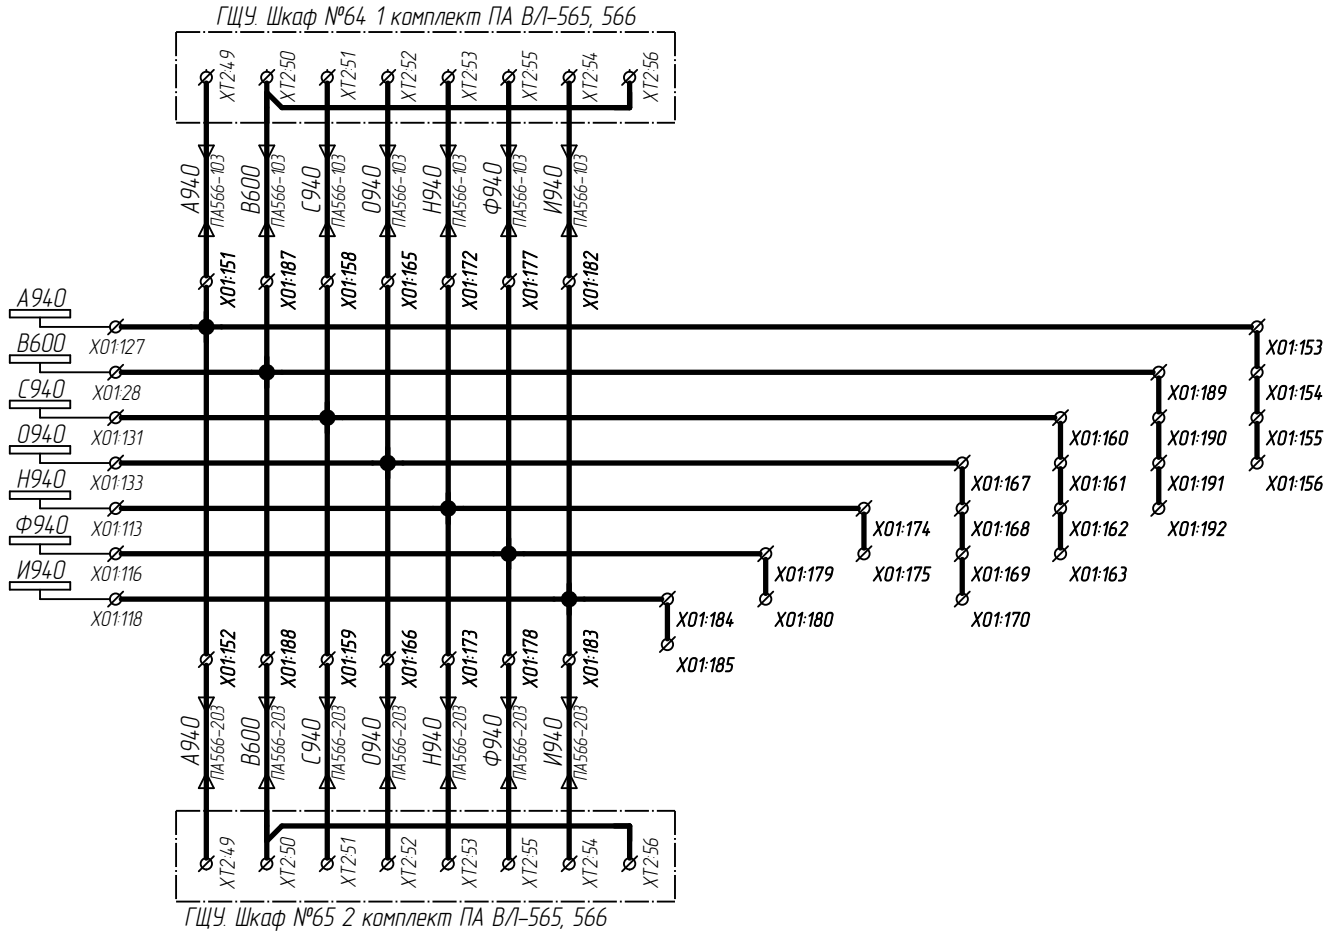 ГЩУ. Шкаф №64 1 комплект ПА ВЛ-565, 566
XT2:49 XT2:50 XT2:51 XT2:52 XT2:53 XT2:55 XT2:54 XT2:56
А940 В600 С940 О940 Н940 Ф940 И940
ПА566-103 ПА566-103 ПА566-103 ПА566-103 ПА566-103 ПА566-103 ПА566-103
X01:151 X01:187 X01:158 X01:165 X01:172 X01:177 X01:182
А940
X01:127 X01:153
В600
X01:28 X01:189 X01:154
С940
X01:131 X01:160 X01:190 X01:155
О940
X01:133 X01:167 X01:161 X01:191 X01:156
Н940
X01:113 X01:174 X01:168 X01:162 X01:192
Ф940
X01:116 X01:179 X01:175 X01:169 X01:163
И940
X01:118 X01:184 X01:180 X01:170
X01:185
X01:152 X01:188 X01:159 X01:166 X01:173 X01:178 X01:183
А940 В600 С940 О940 Н940 Ф940 И940
ПА566-203 ПА566-203 ПА566-203 ПА566-203 ПА566-203 ПА566-203 ПА566-203
XT2:49 XT2:50 XT2:51 XT2:52 XT2:53 XT2:55 XT2:54 XT2:56
ГЩУ. Шкаф №65 2 комплект ПА ВЛ-565, 566